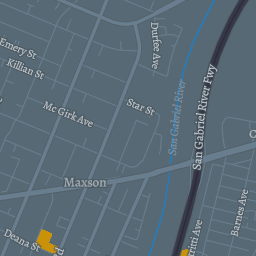 Emery St
Durfee Ave
Killian St
Mc Girk Ave
Star St
San Gabriel River
San Gabriel River Fwy
Maxson
Barnes Ave
Deana St